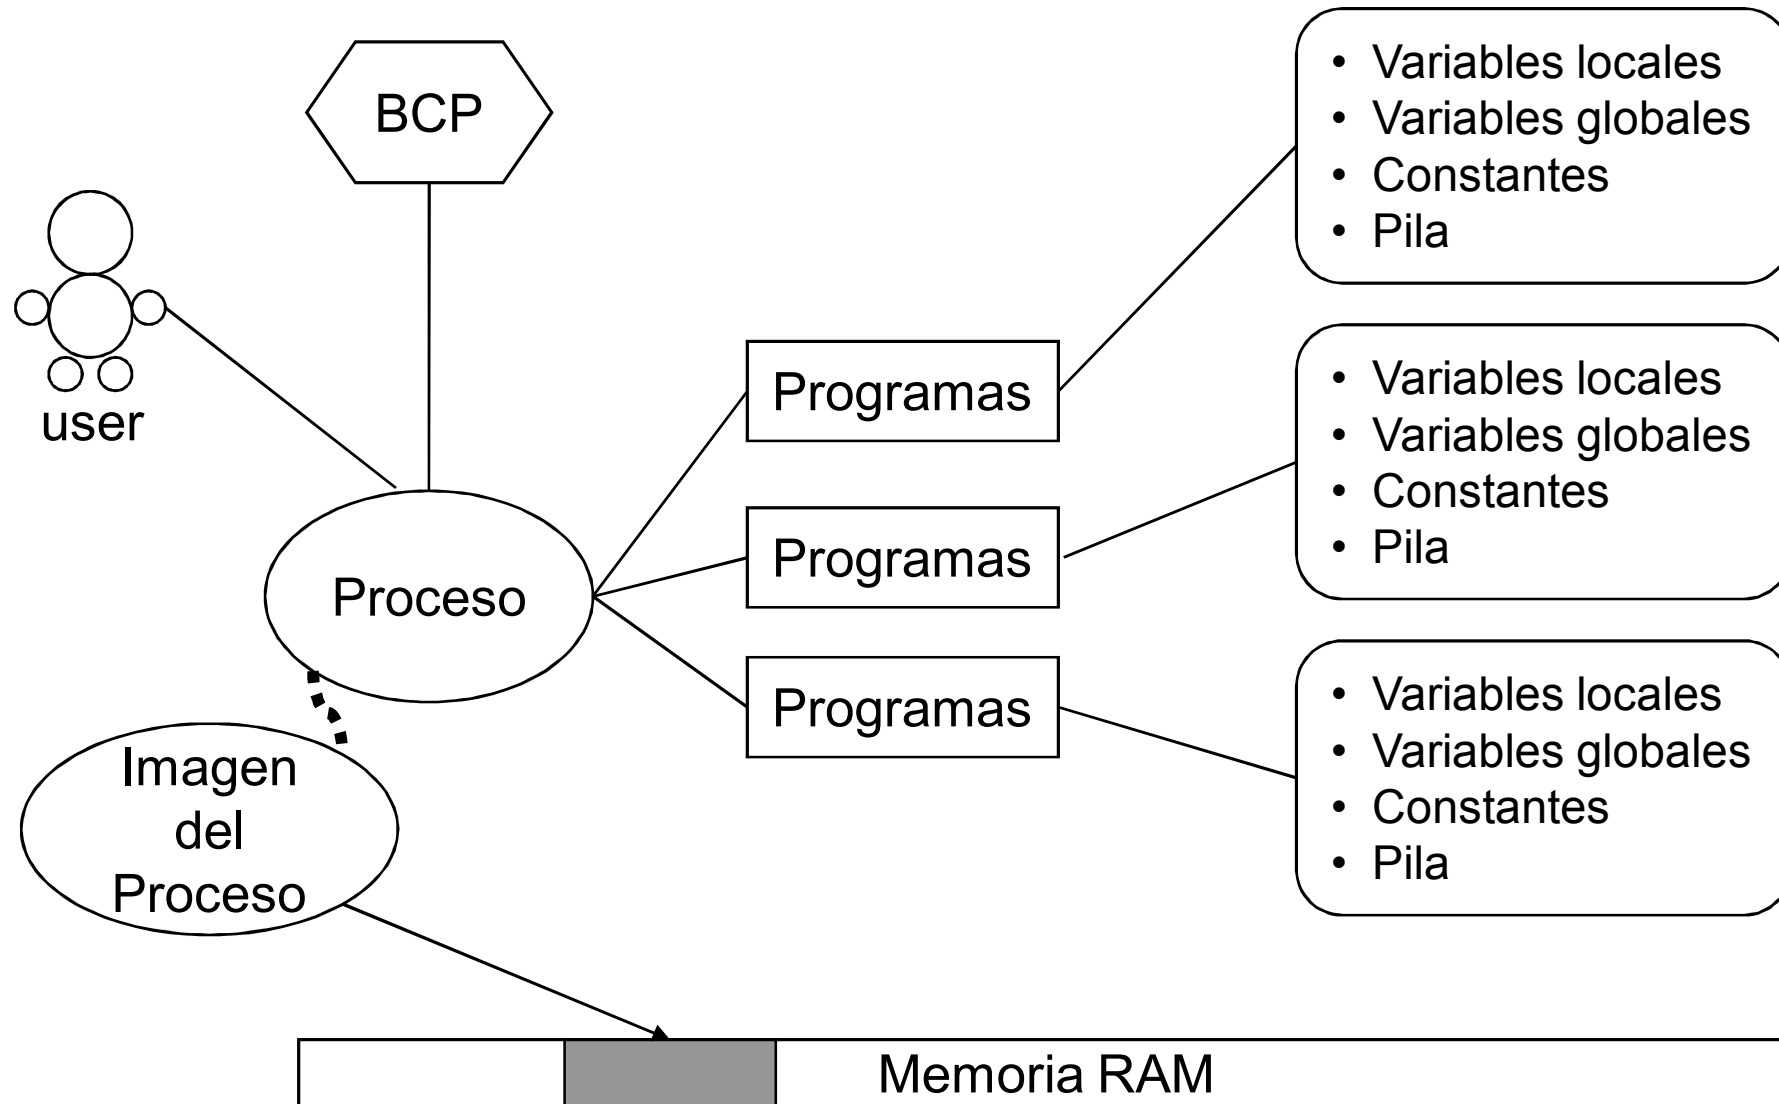 BCP
user
Proceso
Imagen
del
Proceso
Programas
Programas
Programas
• Variables locales
• Variables globales
• Constantes
• Pila
• Variables locales
• Variables globales
• Constantes
• Pila
• Variables locales
• Variables globales
• Constantes
• Pila
Memoria RAM